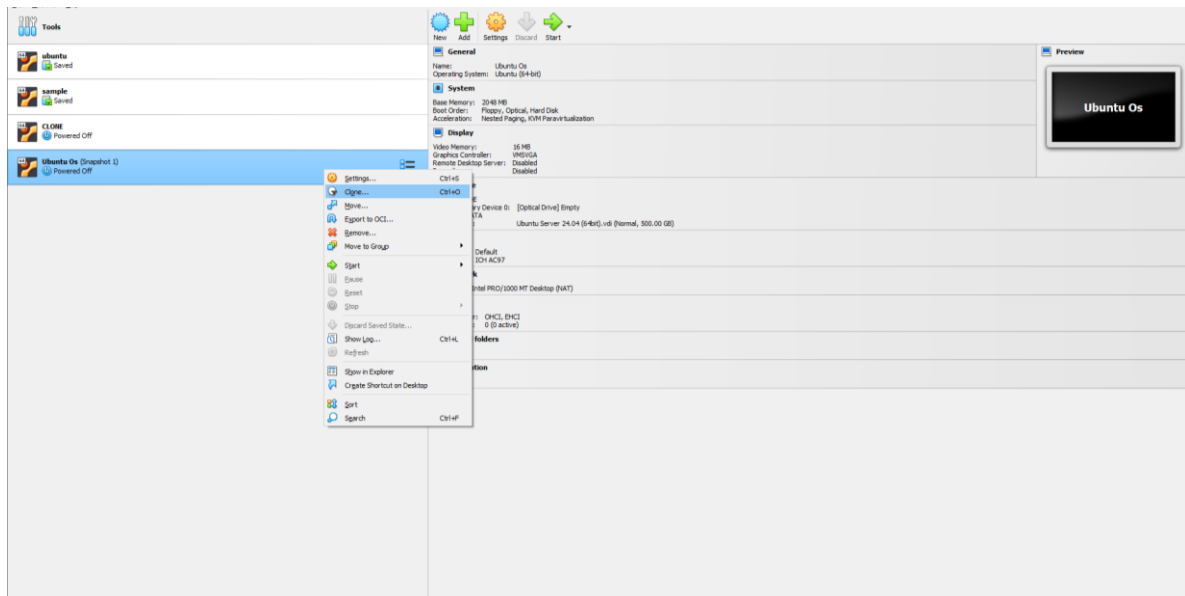 Tools
New Add Settings Discard Start
ubuntu
Saved
sample
Saved
CLONE
Powered Off
Ubuntu Os (Snapshot 1)
Powered Off
Settings... Ctrl+S
Clone... Ctrl+O
Move...
Export to OCI...
Remove...
Move to Group
Start
Pause
Reset
Stop
Discard Saved State...
Show Log... Ctrl+L
Refresh
Show in Explorer
Create Shortcut on Desktop
Sort
Search Ctrl+F
General
Name: Ubuntu Os
Operating System: Ubuntu (64-bit)
System
Base Memory: 2048 MB
Boot Order: Floppy, Optical, Hard Disk
Acceleration: Nested Paging, KVM Paravirtualization
Display
Video Memory: 16 MB
Graphics Controller: VMSVGA
Remote Desktop Server: Disabled
Disabled
ry Device 0: [Optical Drive] Empty
TA
Ubuntu Server 24.04 (64bit).vdi (Normal, 500.00 GB)
Default
ICH AC97
k
Intel PRO/1000 MT Desktop (NAT)
OHCI, EHCI
0 (0 active)
folders
tion
Preview
Ubuntu Os